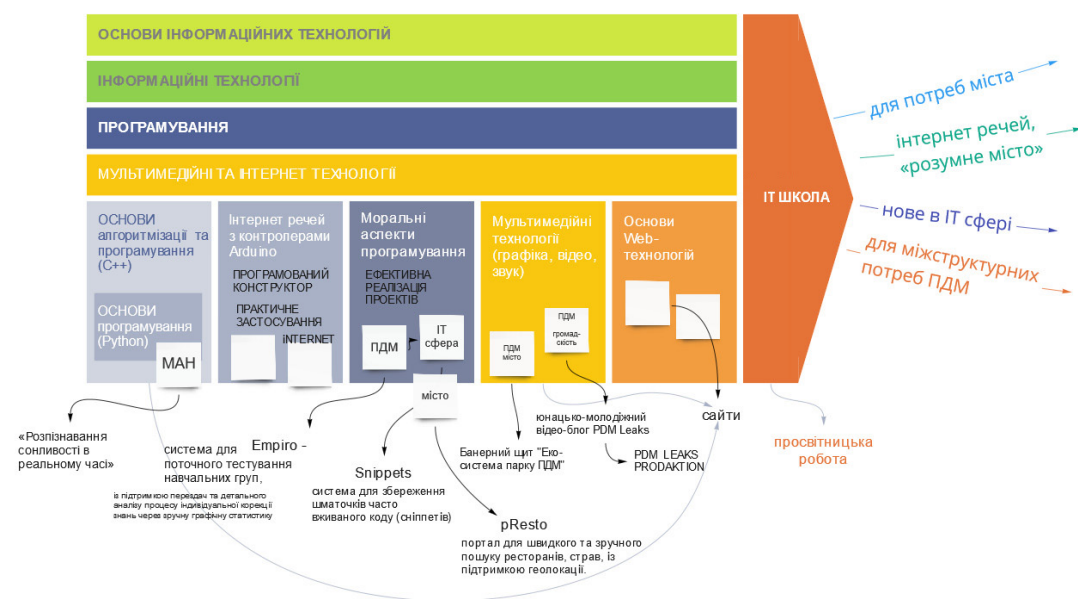 ОСНОВИ ІНФОРМАЦІЙНИХ ТЕХНОЛОГІЙ
ІНФОРМАЦІЙНІ ТЕХНОЛОГІЇ
ПРОГРАМУВАННЯ
МУЛЬТИМЕДІЙНІ ТА ІНТЕРНЕТ ТЕХНОЛОГІЇ
ОСНОВИ
алгоритмізації та
програмування
(C++)
ОСНОВИ
програмування
(Python)
МАН
Інтернет речей
з контролерами
Arduino
ПРОГРАМОВАНИЙ
КОНСТРУКТОР
ПРАКТИЧНЕ
ЗАСТОСУВАННЯ
iNTERNET
Моральні
аспекти
програмування
ЕФЕКТИВНА
РЕАЛІЗАЦІЯ
ПРОЕКТІВ
ПДМ
ІТ
сфера
місто
Мультимедійні
технології
(графіка, відео,
звук)
ПДМ
місто
ПДМ
громад-
скість
Основи
Web-
технологій
ІТ ШКОЛА
для потреб міста
інтернет речей,
«розумне місто»
нове в ІТ сфері
для міжструктурних
потреб ПДМ
«Розпізнавання
сонливості в
реальному часі»
Empiro -
система для
поточного тестування
навчальних груп,
із підтримкою перездач та детального
аналізу процесу індивідуальної корекції
знань через зручну графічну статистику
Snippets
система для збереження
шматочків часто
вживаного коду (сніппетів)
pResto
портал для швидкого та зручного
пошуку ресторанів, страв, із
підтримкою геолокації.
Банерний щит "Еко-
система парку ПДМ"
юнацько-молодіжний
відео-блог PDM Leaks
PDM LEAKS
PRODAKTION
сайти
просвітницька
робота